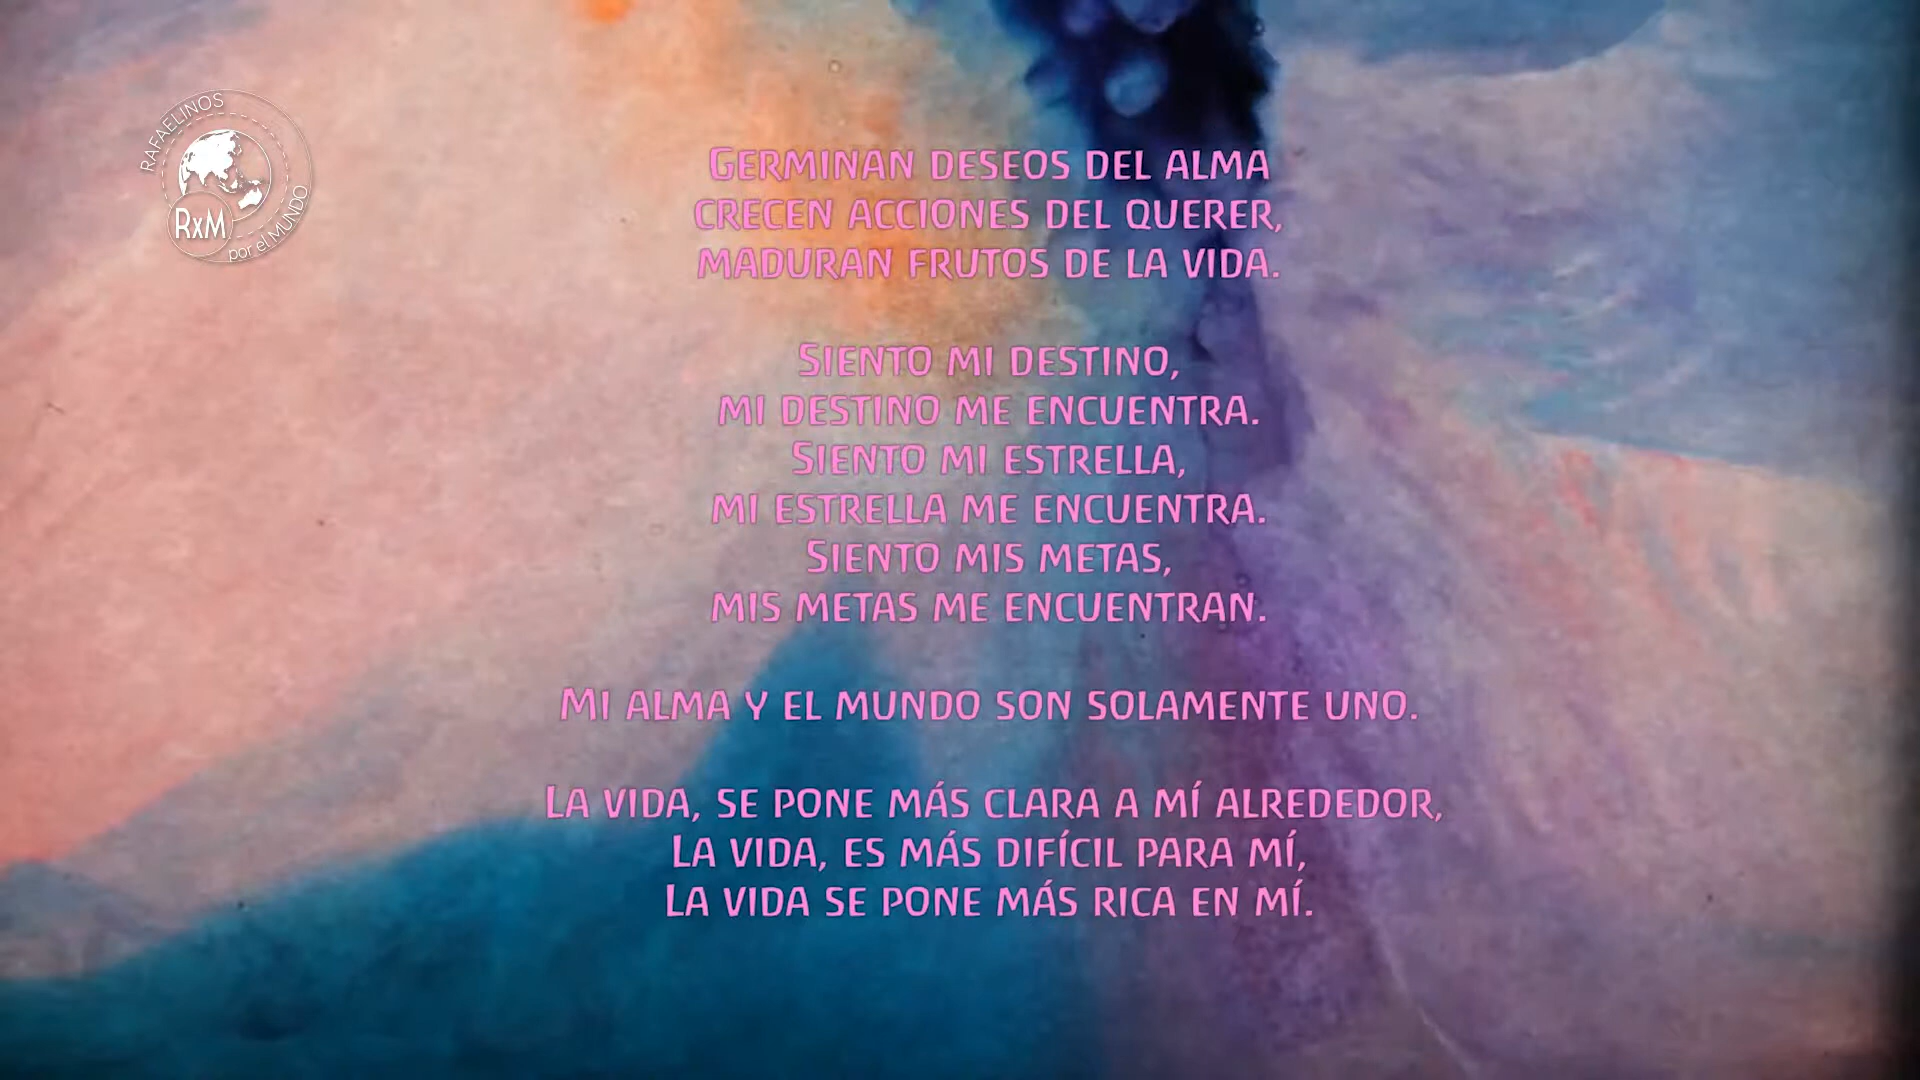 RAFAELINOS
RxM
por el MUNDO
Germinan deseos del alma
crecen acciones del querer,
maduran frutos de la vida.
Siento mi destino,
mi destino me encuentra.
Siento mi estrella,
mi estrella me encuentra.
Siento mis metas,
mis metas me encuentran.
Mi alma y el mundo son solamente uno.
La vida, se pone más clara a mí alrededor,
La vida, es más difícil para mí,
La vida se pone más rica en mí.